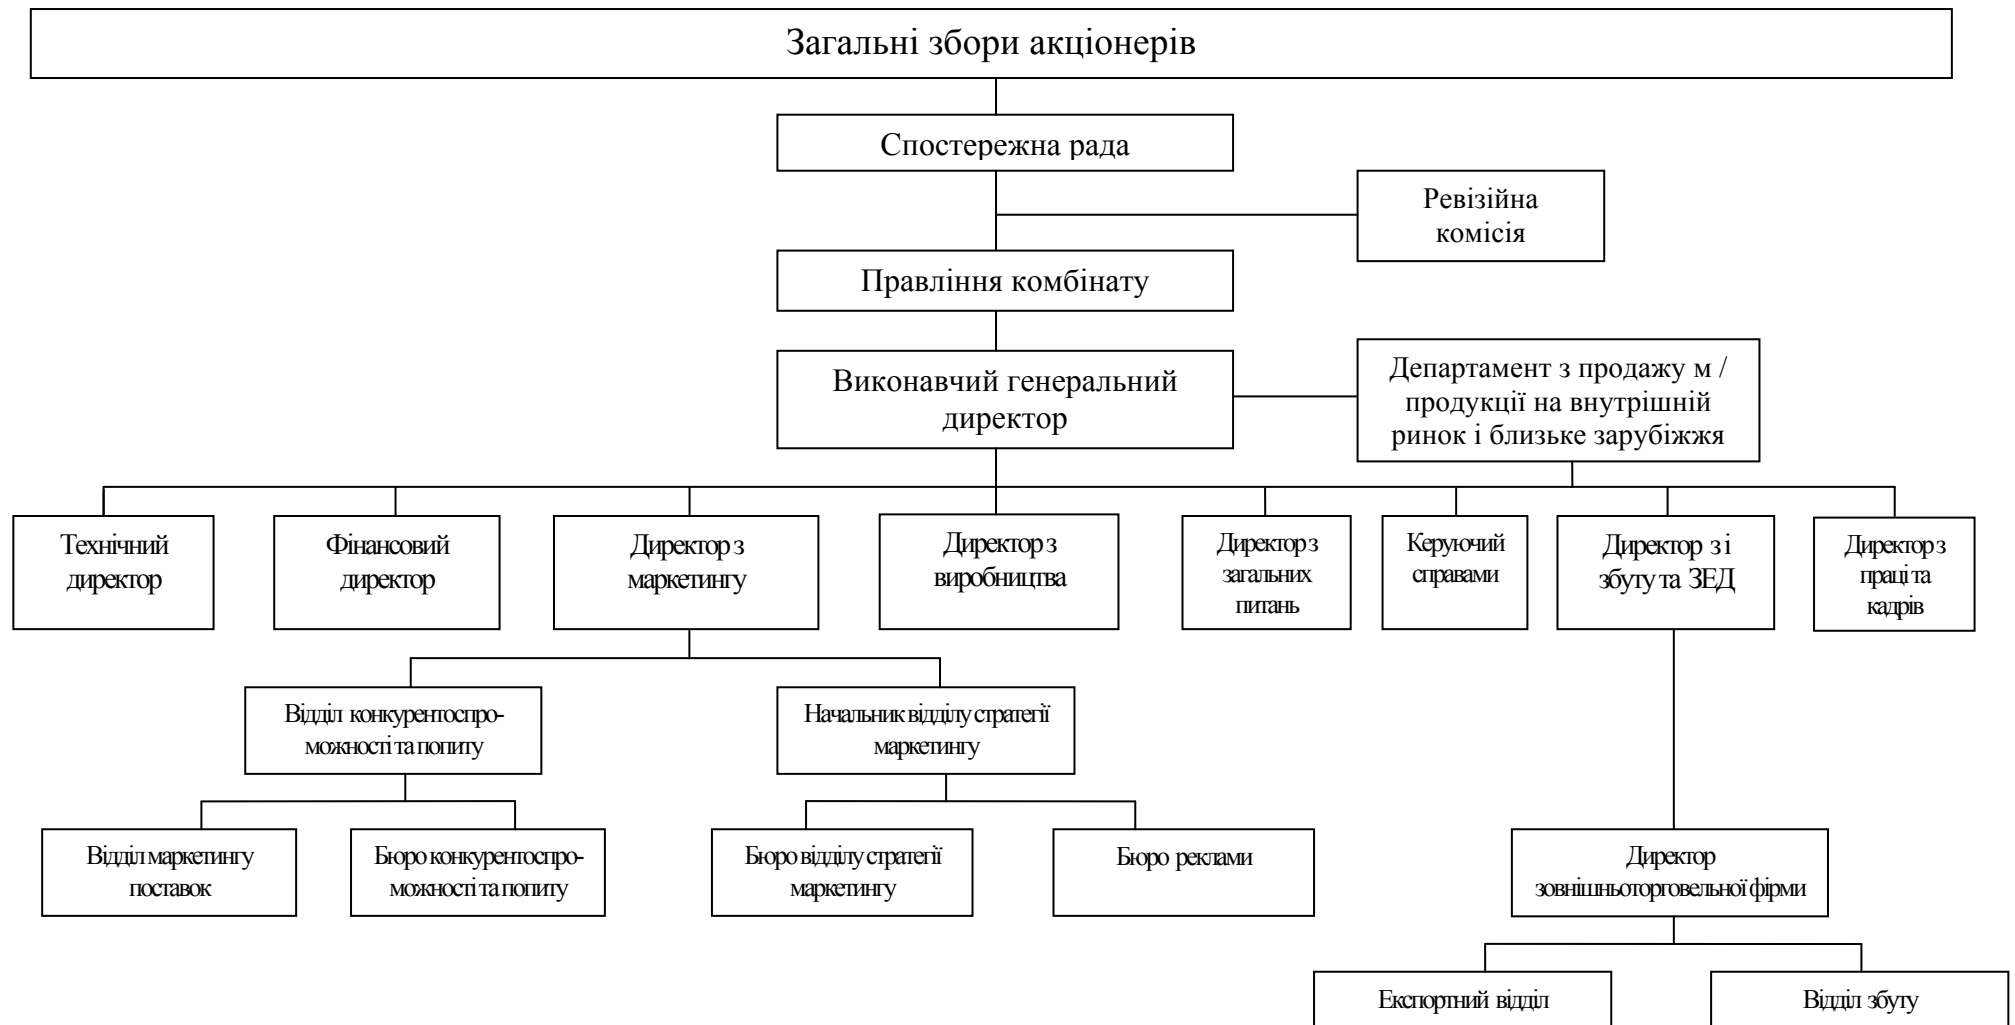 Загальні збори акціонерів
Спостережна рада
Ревізійна
комісія
Правління комбінату
Виконавчий генеральний
директор
Департамент з продажу м /
продукції на внутрішній
ринок і близьке зарубіжжя
Технічний
директор
Фінансовий
директор
Директор з
маркетингу
Директор з
виробництва
Директор з
загальних
питань
Керуючий
справами
Директор зі
збуту та ЗЕД
Директор з
праці та
кадрів
Відділ конкурентоспро-
можності та попиту
Начальник відділу стратегії
маркетингу
Відділ маркетингу
поставок
Бюро конкурентоспро-
можності та попиту
Бюро відділу стратегії
маркетингу
Бюро реклами
Директор
зовнішньоторговельної фірми
Експортний відділ
Відділ збуту